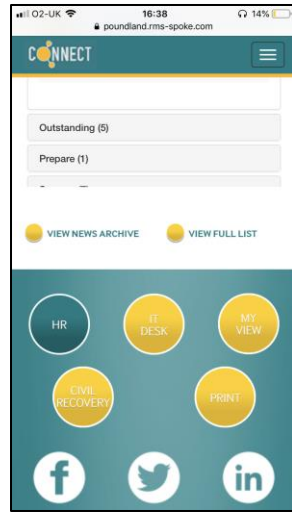 O2-UK 16:38 14%
poundland.rms-spoke.com
CONNECT
Outstanding (5)
Prepare (1)
VIEW NEWS ARCHIVE VIEW FULL LIST
HR IT DESK MY VIEW
CIVIL RECOVERY PRINT
f in